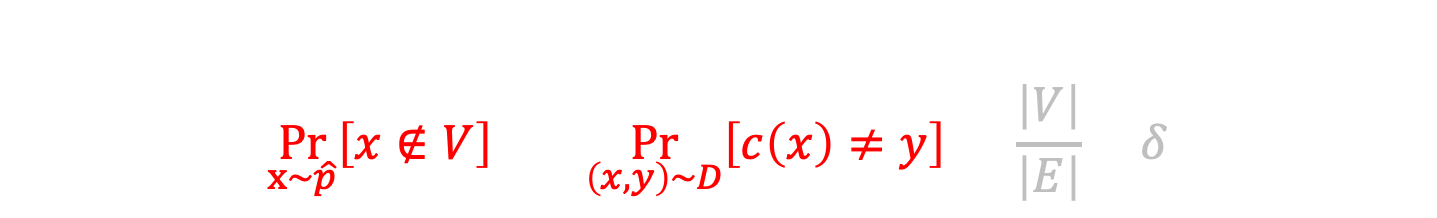 Pr_{x∼p̂}[x ∉ V] Pr_{(x,y)∼D}[c(x) ≠ y] |V|/|E| δ